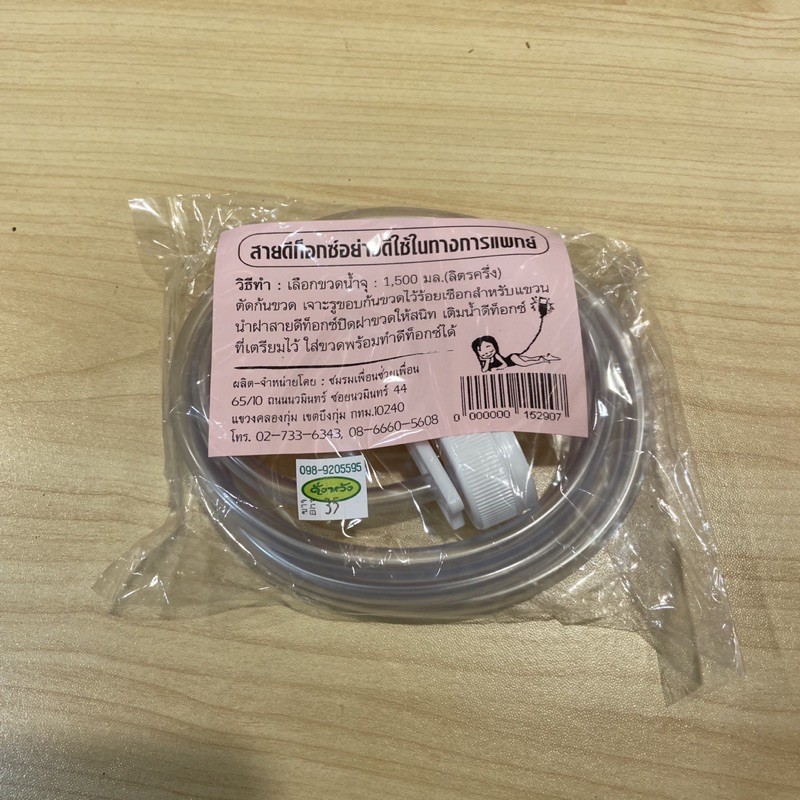 สายดีท็อกซ์อย่างดีใช้ในทางการแพทย์
วิธีทำ : เลือกขวดน้ำจุ : 1,500 มล.(ลิตรครึ่ง)
ตัดก้นขวด เจาะรูขอบก้นขวดไว้ร้อยเชือกสำหรับแขวน
นำฝาสายดีท็อกซ์ปิดฝาขวดให้สนิท เติมน้ำดีท็อกซ์
ที่เตรียมไว้ ใส่ขวดพร้อมทำดีท็อกซ์ได้
ผลิต-จำหน่ายโดย : ชมรมเพื่อนช่วยเพื่อน
65/10 ถนนนวมินทร์ ซอยนวมินทร์ 44
แขวงคลองกุ่ม เขตบึงกุ่ม กทม.10240
โทร. 02-733-6343, 08-6660-5608
0 000000 152907
098-9205595
35